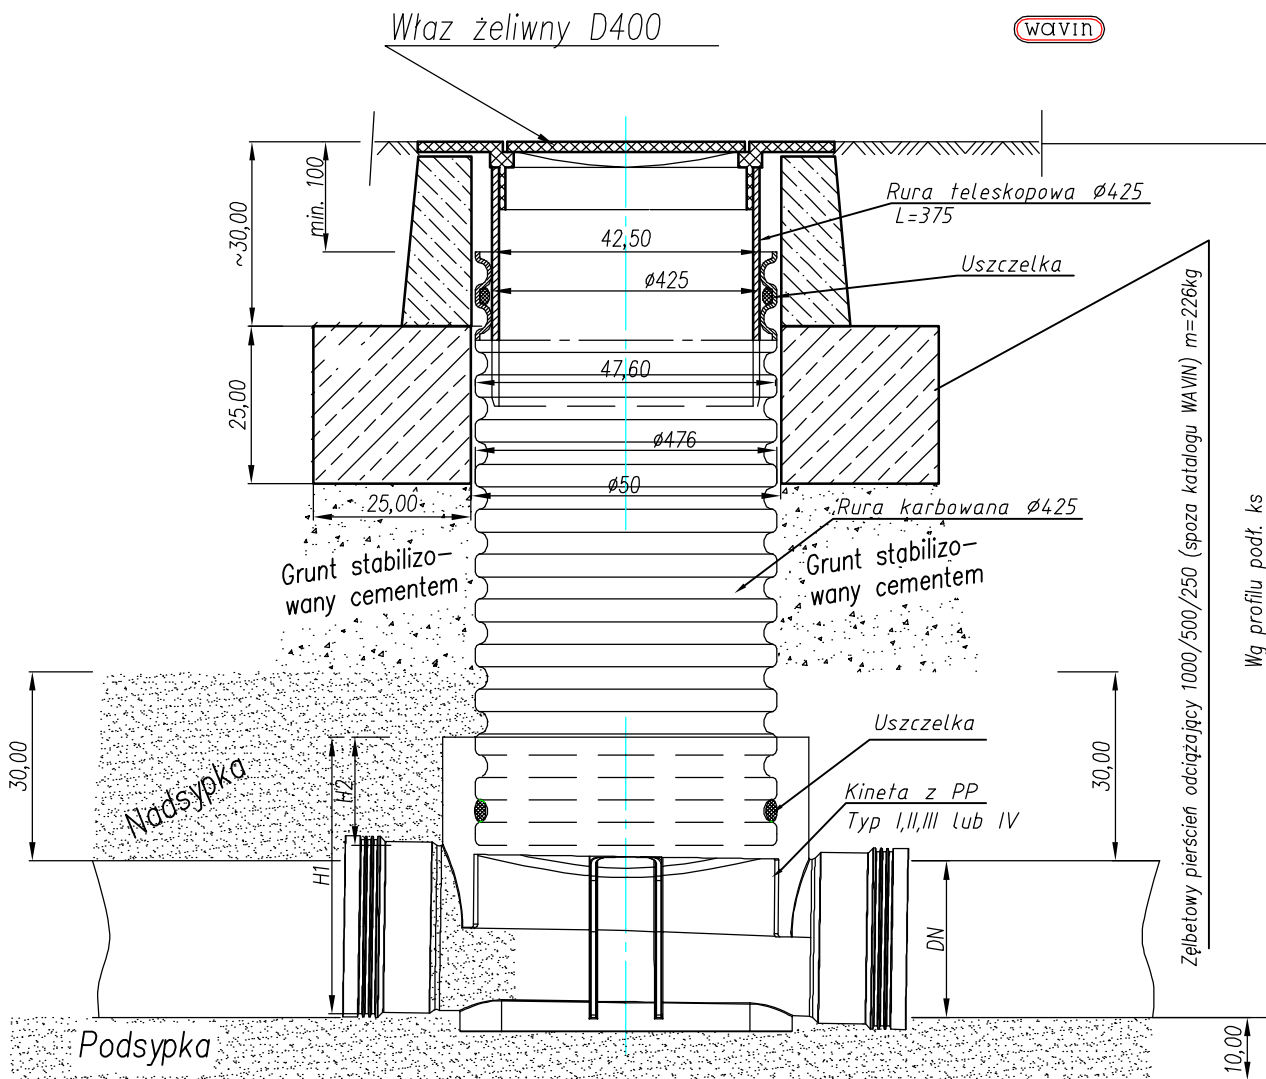 Właz żeliwny D400
wavin
min. 100
~30,00
Rura teleskopowa Ø425
L=375
42,50
Uszczelka
Ø425
47,60
25,00
Ø476
Ø50
25,00
Rura karbowana Ø425
Grunt stabilizo-
wany cementem
Grunt stabilizo-
wany cementem
Zęlbetowy pierścień odciążający 1000/500/250 (spoza katalogu WAVIN) m=226kg
Wg profilu podł. ks
30,00
Nadsypka
H2
H1
Uszczelka
30,00
Kineta z PP
Typ I,II,III lub IV
DN
Podsypka
10,00